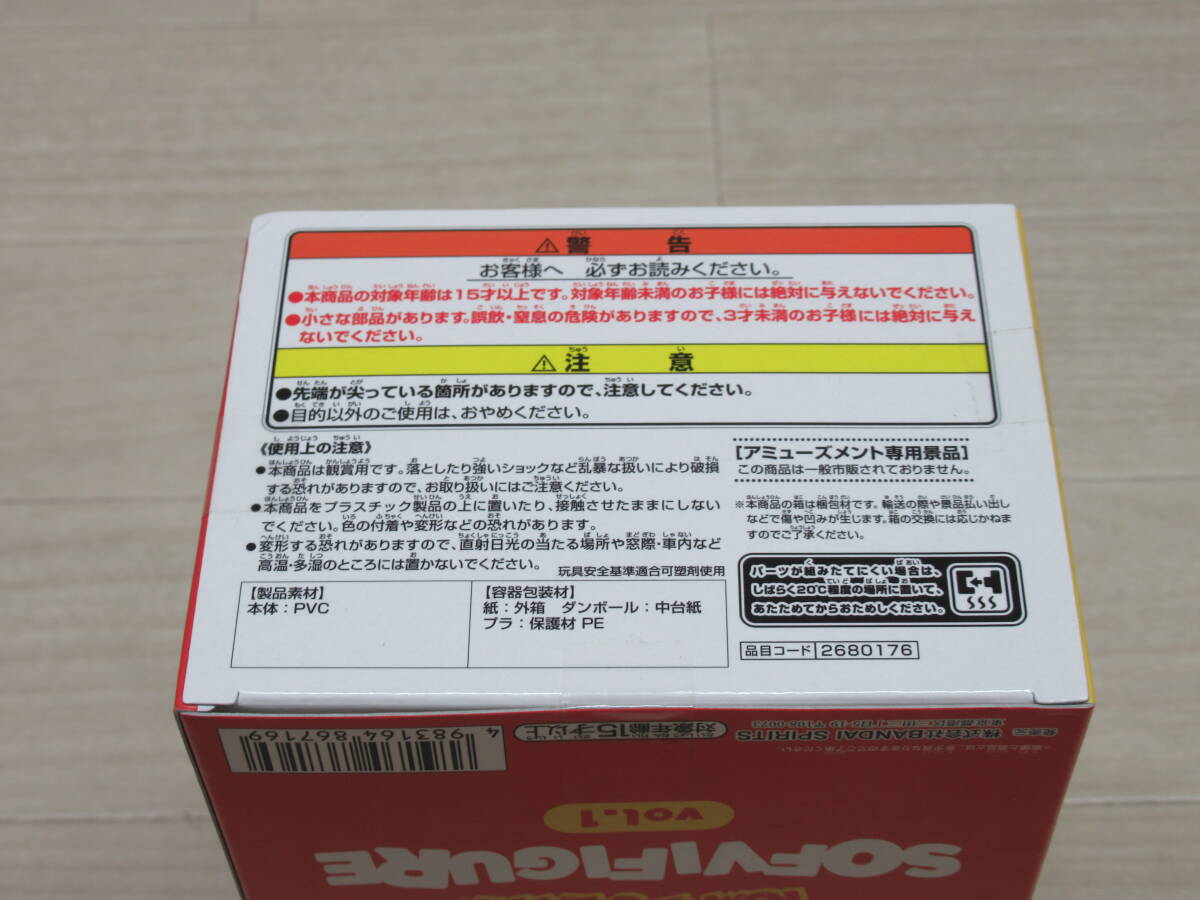 ⚠警告
お客様へ 必ずお読みください。
●本商品の対象年齢は15才以上です。対象年齢未満のお子様には絶対に与えないでください。
●小さな部品があります。誤飲・窒息の危険がありますので、3才未満のお子様には絶対に与え
ないでください。
⚠注意
●先端が尖っている箇所がありますので、注意してください。
●目的以外のご使用は、おやめください。
《使用上の注意》
●本商品は観賞用です。落としたり強いショックなど乱暴な扱いにより破損
する恐れがありますので、お取り扱いにはご注意ください。
●本商品をプラスチック製品の上に置いたり、接触させたままにしない
でください。色の付着や変形などの恐れがあります。
●変形する恐れがありますので、直射日光の当たる場所や窓際・車内など
高温・多湿のところには置かないでください。
玩具安全基準適合可塑剤使用
【製品素材】
本体：PVC
【容器包装材】
紙：外箱 ダンボール：中台紙
プラ：保護材 PE
[アミューズメント専用景品]
この商品は一般市販されておりません。
※本商品の箱は梱包材です。輸送の際や景品払い出し
などで傷や凹みが生じます。箱の交換には応じかねま
すのでご了承ください。
パーツが組みたてにくい場合は、
しばらく20℃程度の場所に置いて、
あたためてからおためしください。
品目コード 2680176
4 983164 867169
対象年齢15才以上
発売元 株式会社BANDAI SPIRITS
東京都港区三田三丁目5-19 〒108-0073
vol.1
SOFVIFIGURE